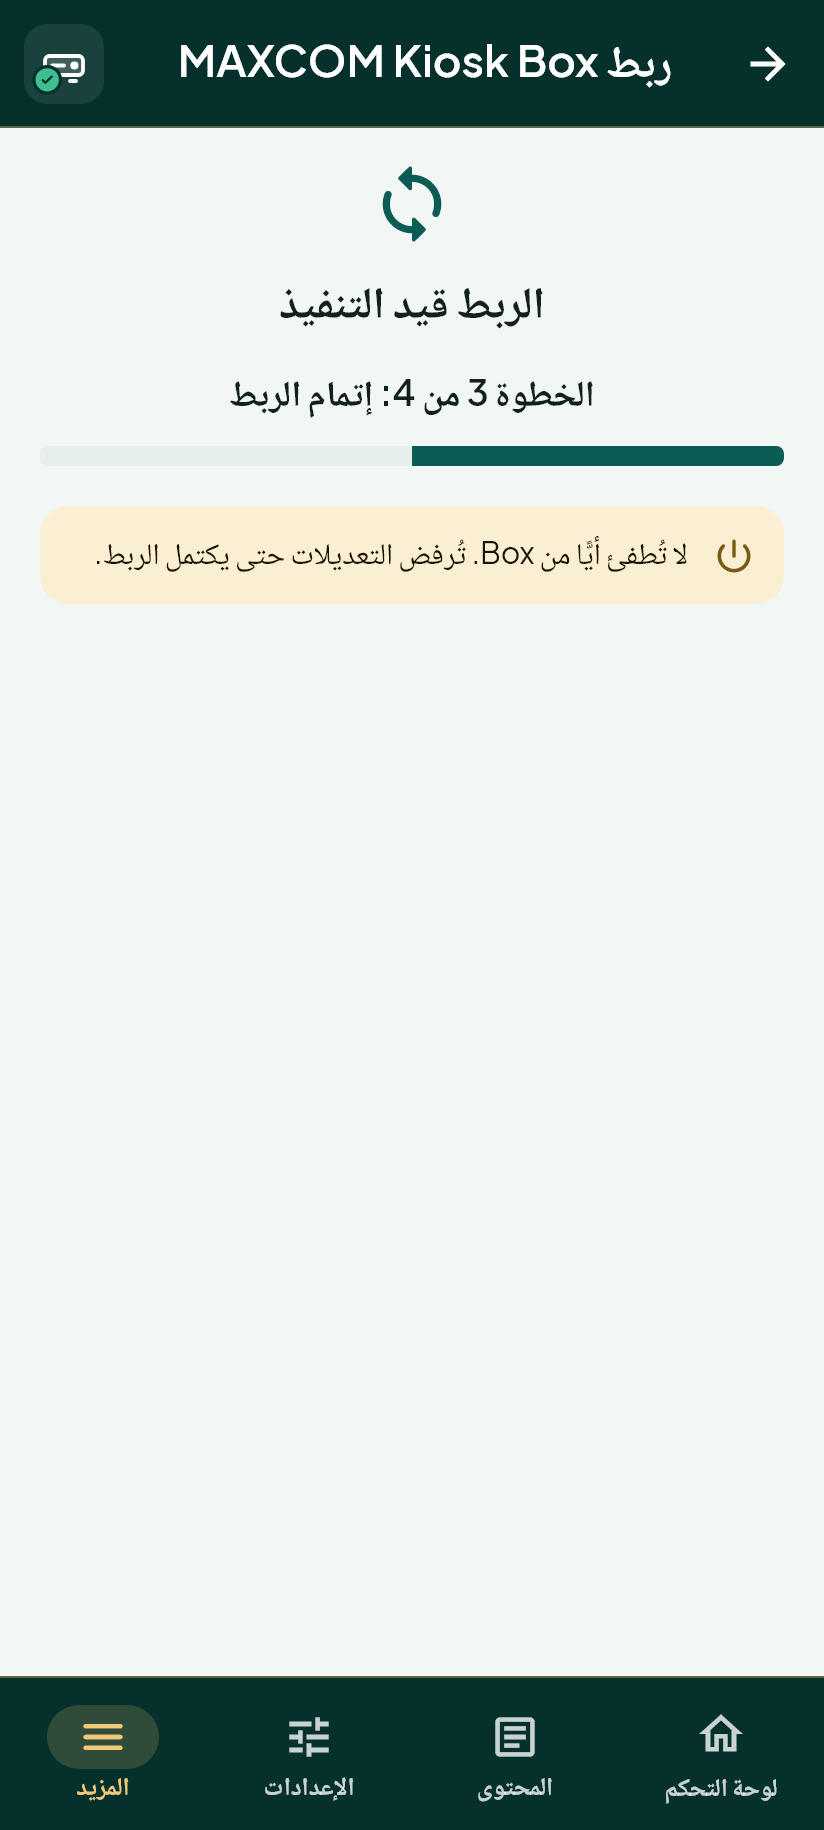 ربط MAXCOM Kiosk Box
الربط قيد التنفيذ
الخطوة 3 من 4: إتمام الربط
لا تُطفئ أيًّا من Box. تُرفض التعديلات حتى يكتمل الربط.
لوحة التحكم
المحتوى
الإعدادات
المزيد